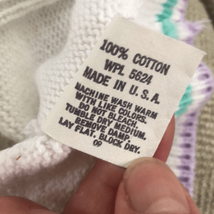 100% COTTON
WPL 5624
MADE IN U.S.A.
MACHINE WASH WARM
WITH LIKE COLORS.
DO NOT BLEACH.
TUMBLE DRY MEDIUM.
REMOVE DAMP.
LAY FLAT. BLOCK DRY.
09